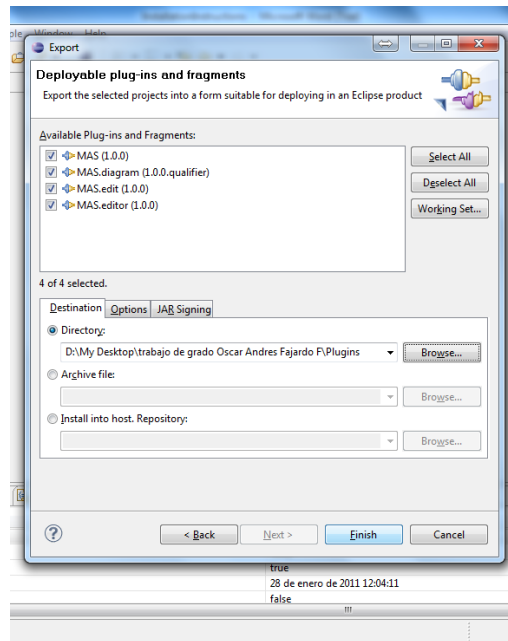 Window Help
Export
Deployable plug-ins and fragments
Export the selected projects into a form suitable for deploying in an Eclipse product
Available Plug-ins and Fragments:
MAS (1.0.0)
MAS.diagram (1.0.0.qualifier)
MAS.edit (1.0.0)
MAS.editor (1.0.0)
Select All
Deselect All
Working Set...
4 of 4 selected.
Destination Options JAR Signing
Directory:
D:\My Desktop\trabajo de grado Oscar Andres Fajardo F\Plugins
Browse...
Archive file:
Browse...
Install into host. Repository:
Browse...
? < Back Next > Finish Cancel
true
28 de enero de 2011 12:04:11
false